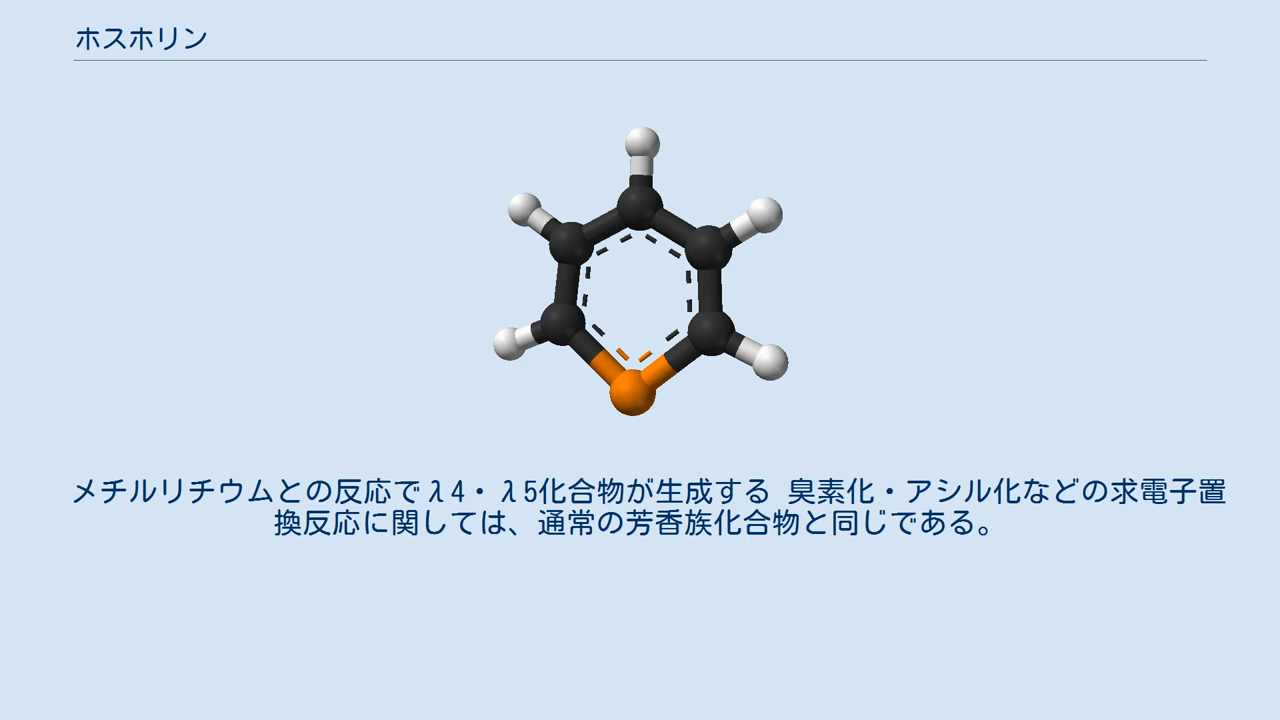 ホスホリン
メチルリチウムとの反応でλ4・λ5化合物が生成する 臭素化・アシル化などの求電子置
換反応に関しては、通常の芳香族化合物と同じである。